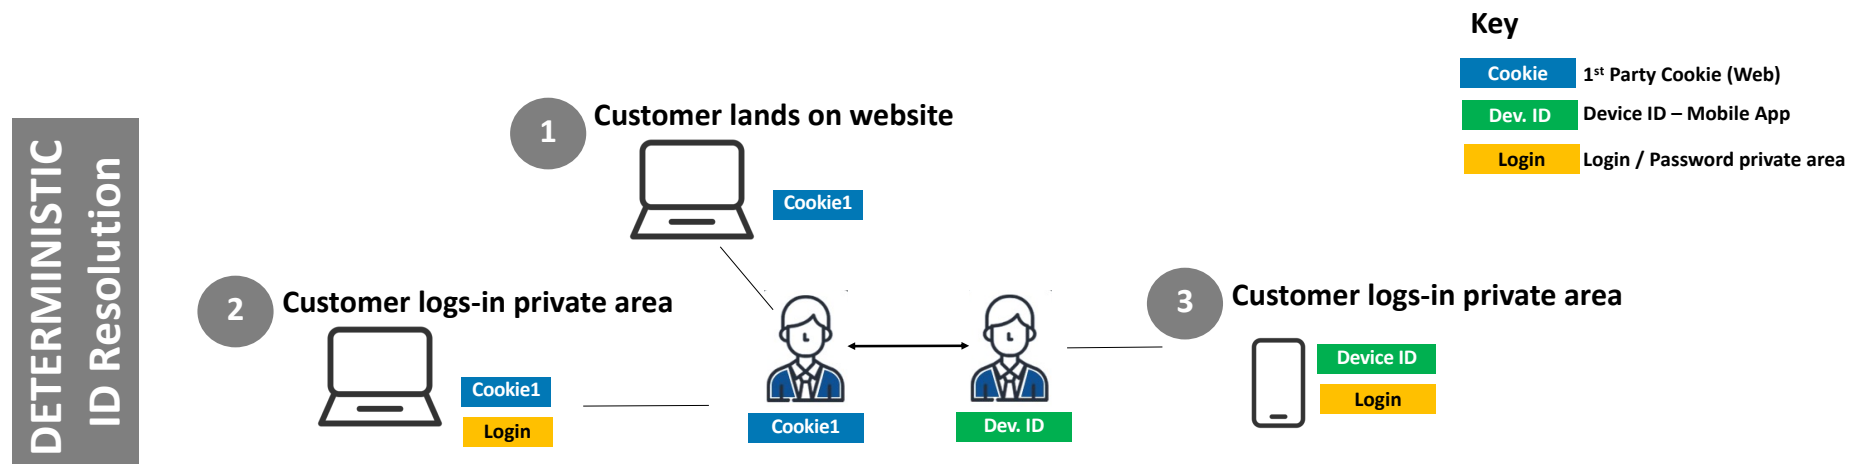 DETERMINISTIC
ID Resolution
Key
Cookie 1st Party Cookie (Web)
Dev. ID Device ID – Mobile App
Login Login / Password private area
1 Customer lands on website
Cookie1
2 Customer logs-in private area
Cookie1
Login
Cookie1
Dev. ID
3 Customer logs-in private area
Device ID
Login